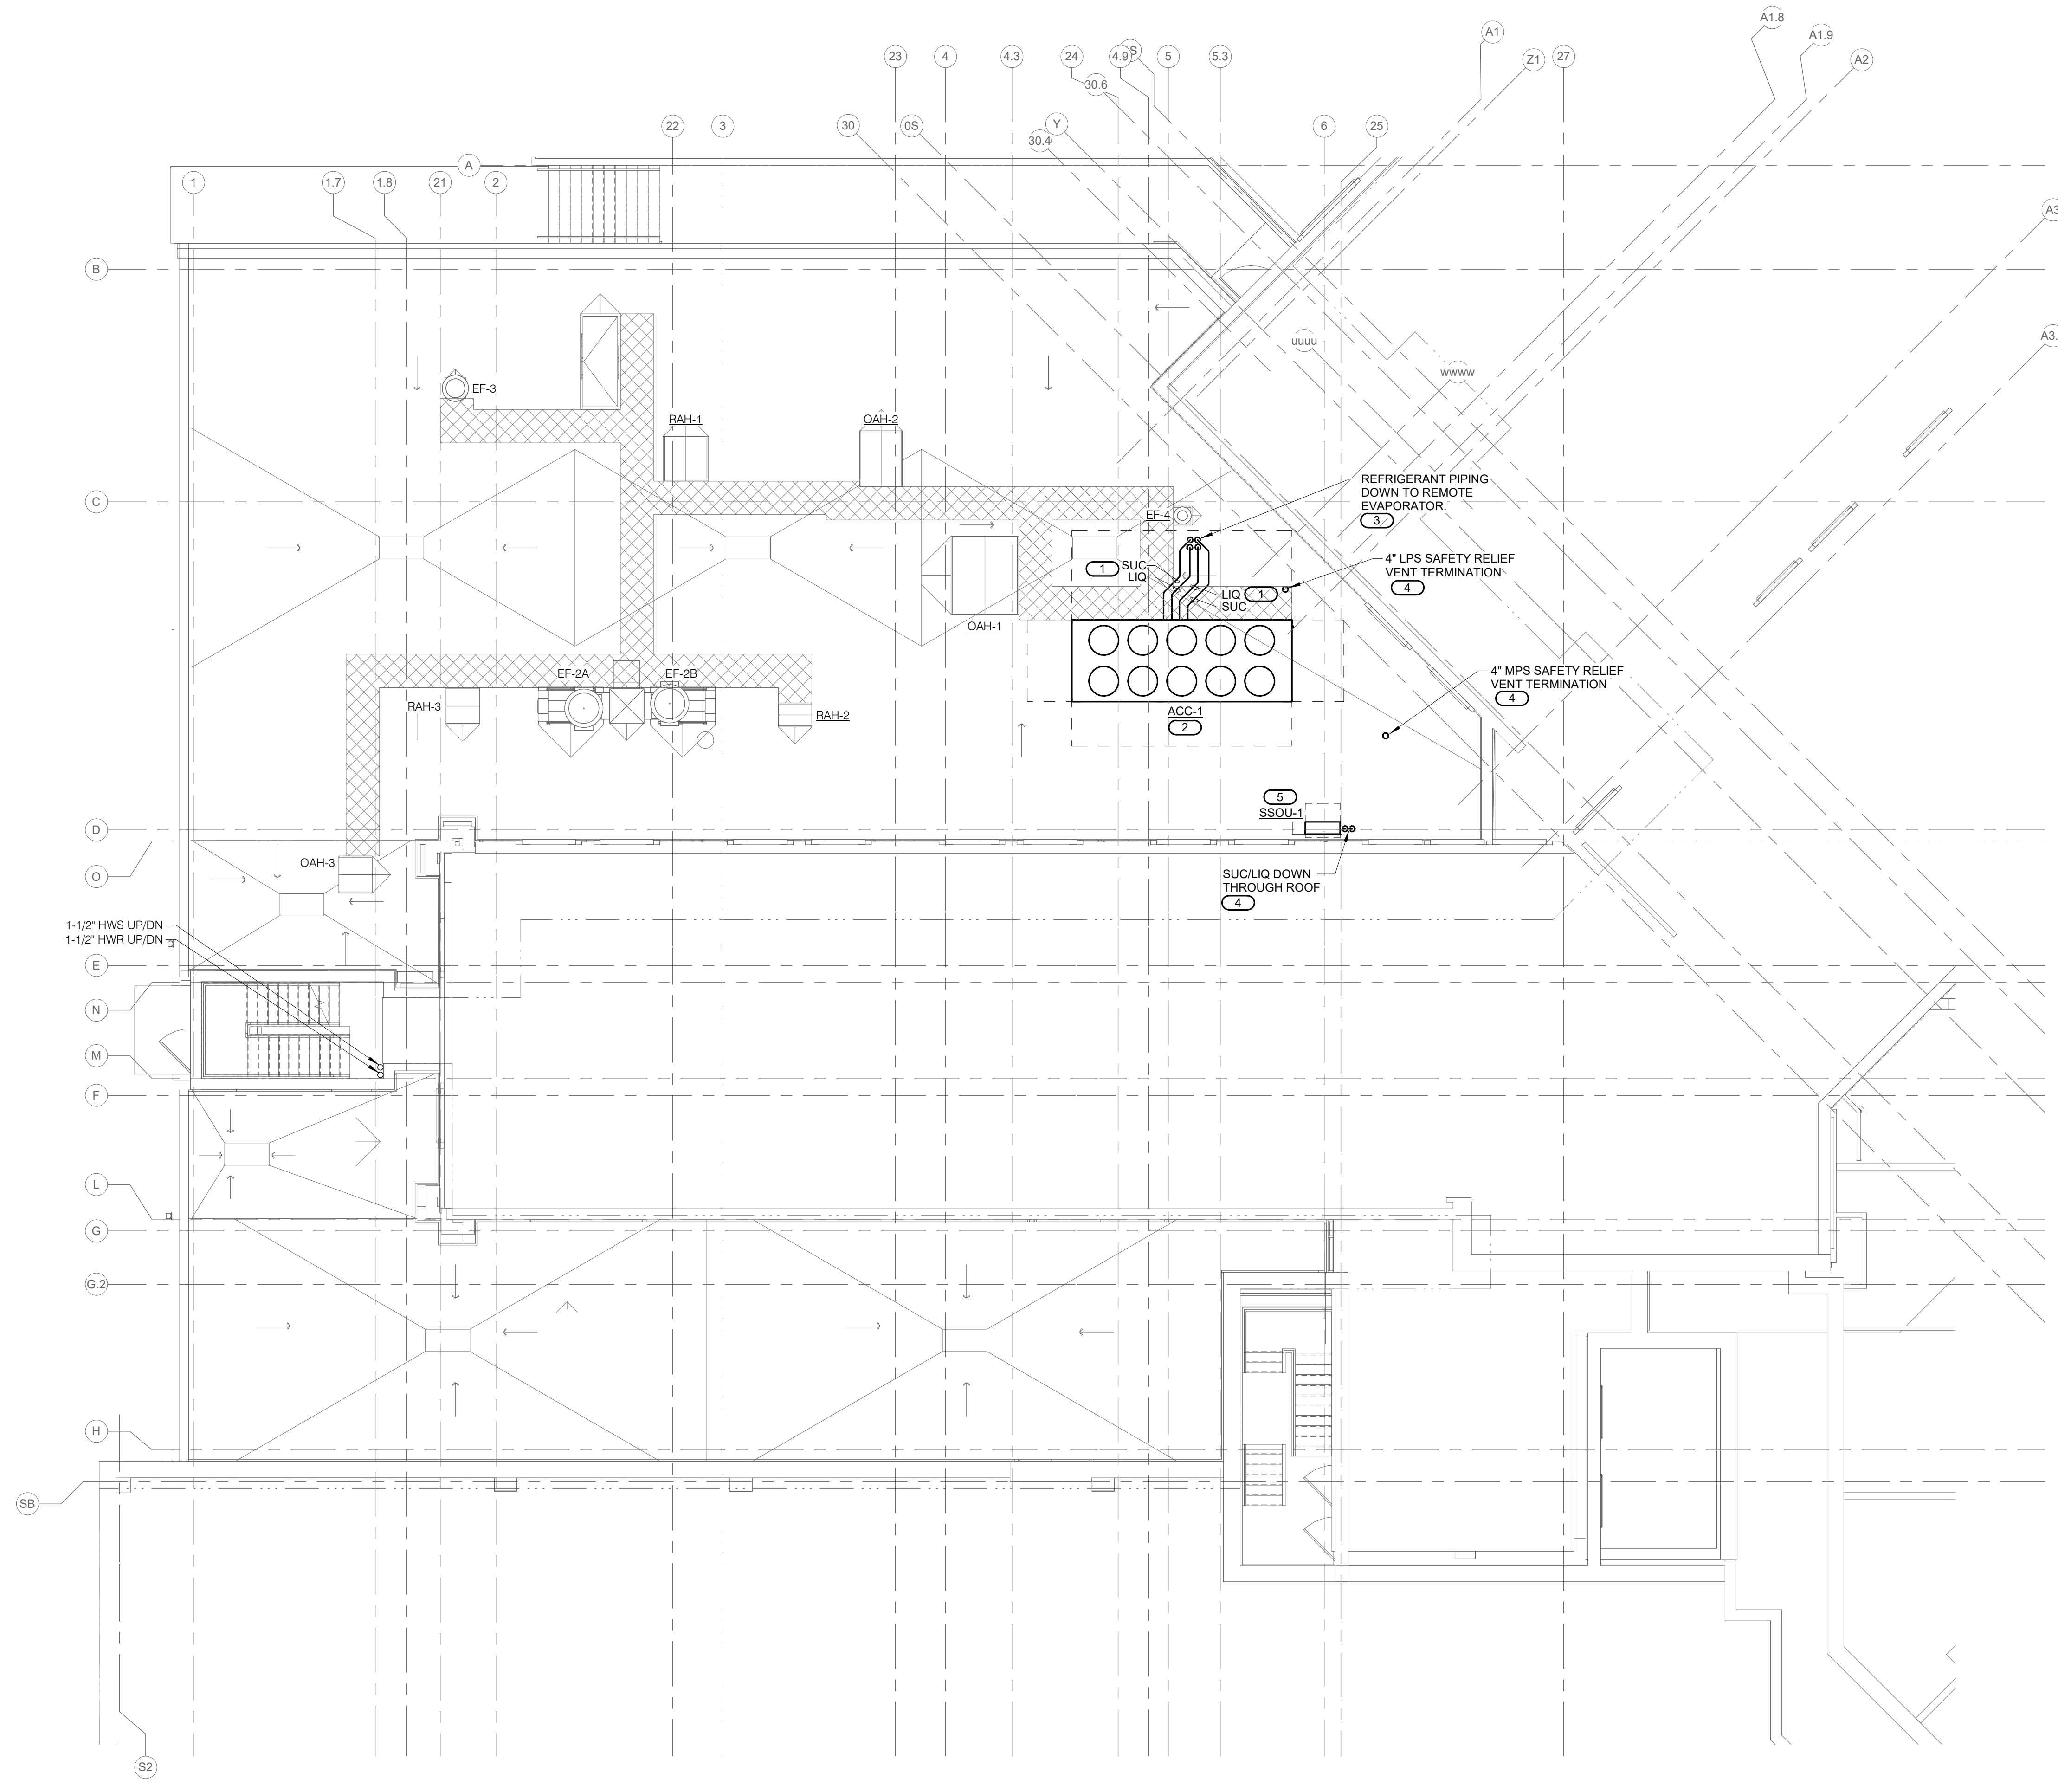 A1.8
A1
A1.9
23
4
4.3
24
4.9
5
5.3
Z1
27
A2
30.6
22
3
30
0S
Y
6
25
30.4
A
1
1.7
1.8
21
2
B
uuuu
wwww
EF-3
RAH-1
OAH-2
REFRIGERANT PIPING
DOWN TO REMOTE
EVAPORATOR.
3
C
EF-4
4" LPS SAFETY RELIEF
VENT TERMINATION
4
1
SUC
LIQ
LIQ
1
SUC
OAH-1
4" MPS SAFETY RELIEF
VENT TERMINATION
4
EF-2A
EF-2B
RAH-3
RAH-2
ACC-1
2
5
SSOU-1
D
OAH-3
O
SUC/LIQ DOWN
THROUGH ROOF
4
1-1/2" HWS UP/DN
1-1/2" HWR UP/DN
E
N
M
F
L
G
G.2
H
SB
S2